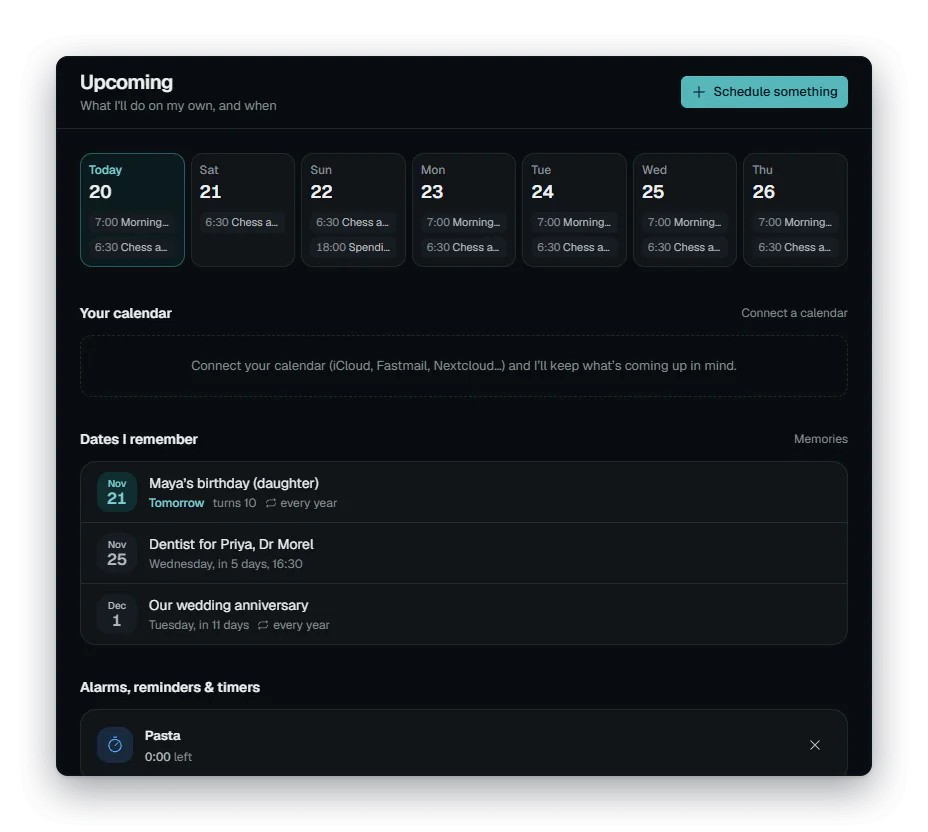 Upcoming
What I'll do on my own, and when
+ Schedule something
Today
20
7:00 Morning…
6:30 Chess a…
Sat
21
6:30 Chess a…
Sun
22
6:30 Chess a…
18:00 Spendi…
Mon
23
7:00 Morning…
6:30 Chess a…
Tue
24
7:00 Morning…
6:30 Chess a…
Wed
25
7:00 Morning…
6:30 Chess a…
Thu
26
7:00 Morning…
6:30 Chess a…
Your calendar
Connect a calendar
Connect your calendar (iCloud, Fastmail, Nextcloud…) and I'll keep what's coming up in mind.
Dates I remember
Memories
Nov
21
Maya's birthday (daughter)
Tomorrow turns 10 every year
Nov
25
Dentist for Priya, Dr Morel
Wednesday, in 5 days, 16:30
Dec
1
Our wedding anniversary
Tuesday, in 11 days every year
Alarms, reminders & timers
Pasta
0:00 left